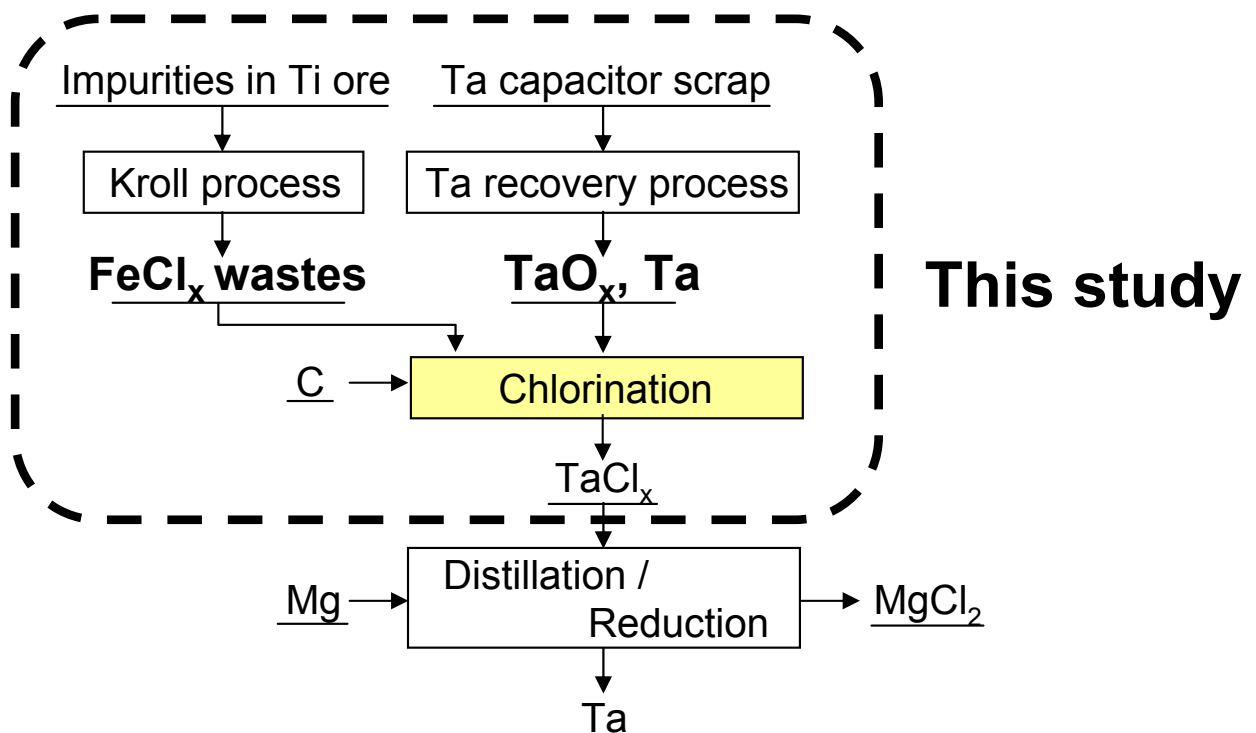 Impurities in Ti ore
Ta capacitor scrap
Kroll process
Ta recovery process
FeClₓ wastes
TaOₓ, Ta
This study
C
Chlorination
TaClₓ
Mg
Distillation /
Reduction
MgCl₂
Ta